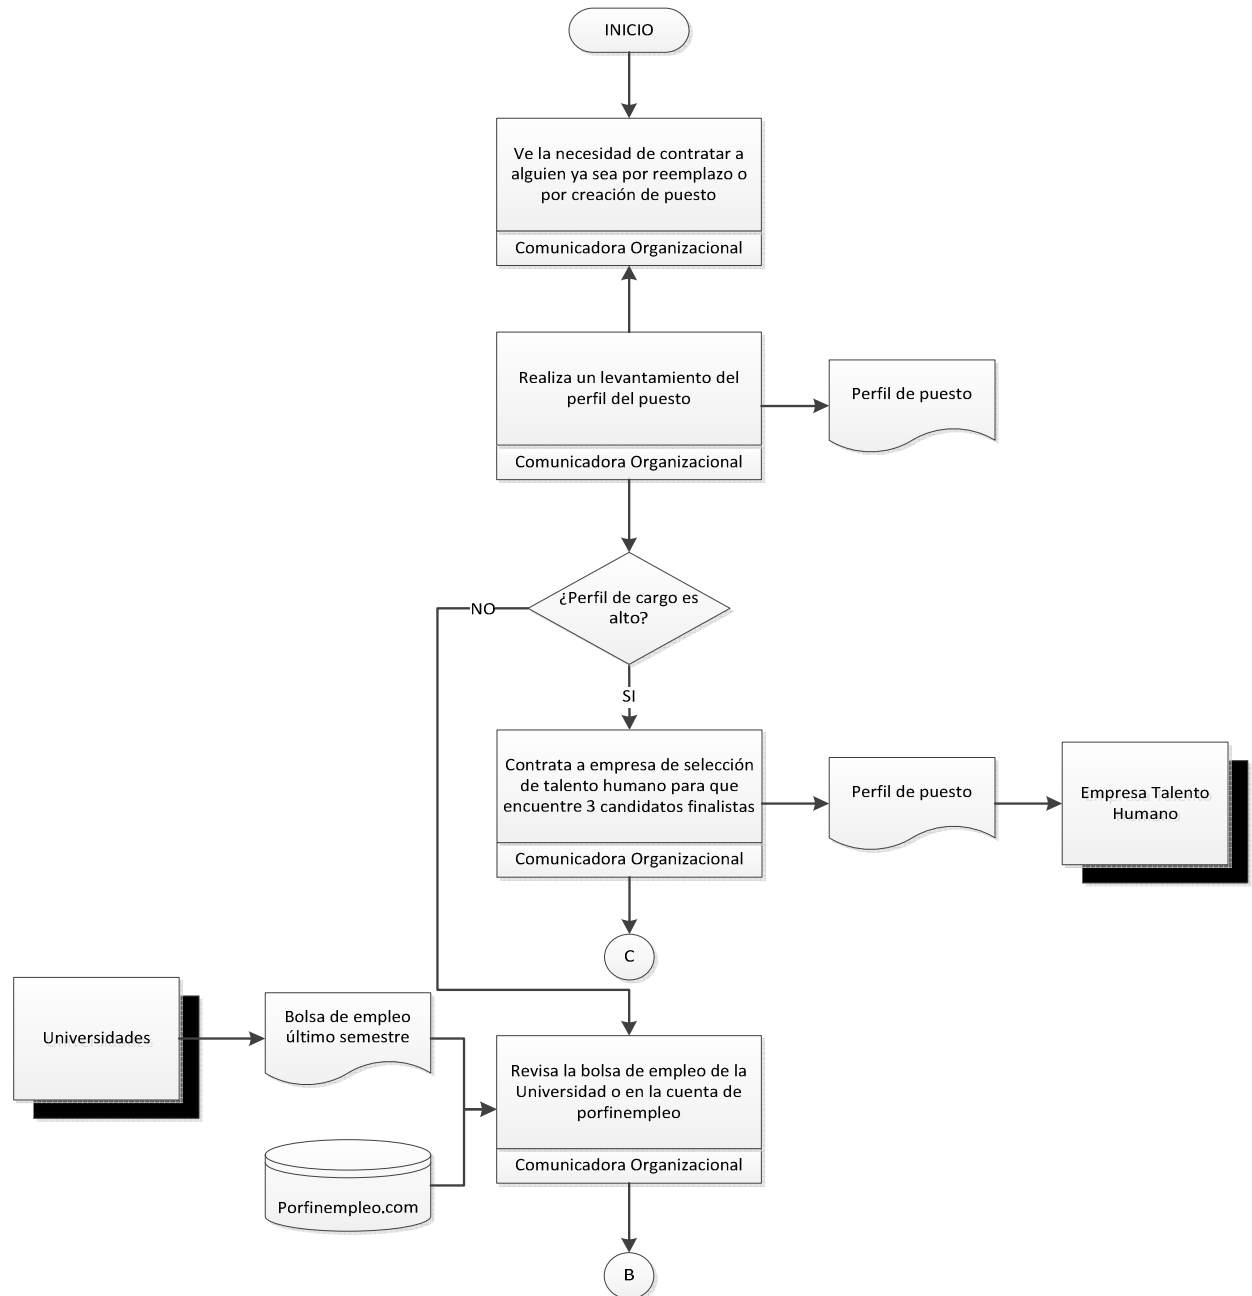 INICIO
Ve la necesidad de contratar a
alguien ya sea por reemplazo o
por creación de puesto
Comunicadora Organizacional
Realiza un levantamiento del
perfil del puesto
Comunicadora Organizacional
Perfil de puesto
¿Perfil de cargo es
alto?
NO
SI
Contrata a empresa de selección
de talento humano para que
encuentre 3 candidatos finalistas
Comunicadora Organizacional
Perfil de puesto
Empresa Talento
Humano
C
Universidades
Bolsa de empleo
último semestre
Revisa la bolsa de empleo de la
Universidad o en la cuenta de
porfinempleo
Comunicadora Organizacional
Porfinempleo.com
B